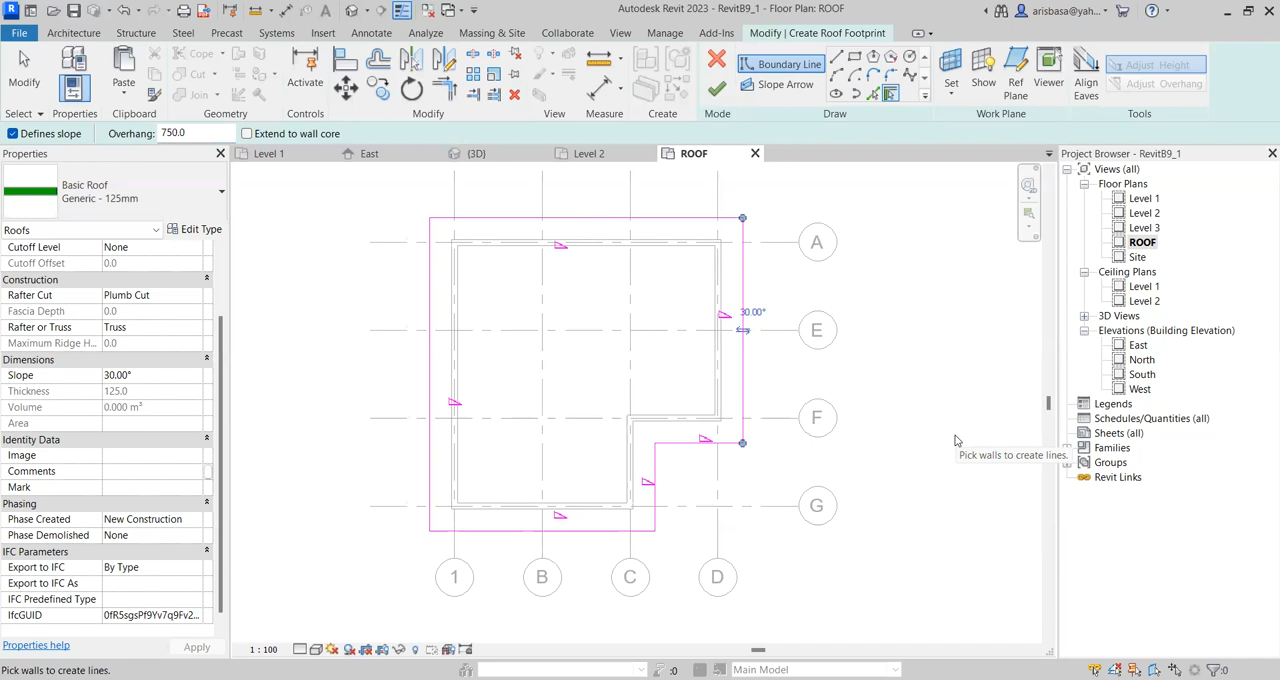 Autodesk Revit 2023 - RevitB9_1 - Floor Plan: ROOF
arisbasa@yah...
File
Architecture
Structure
Steel
Precast
Systems
Insert
Annotate
Analyze
Massing & Site
Collaborate
View
Manage
Add-Ins
Modify | Create Roof Footprint
Modify
Paste
Cope
Cut
Join
Activate
Boundary Line
Slope Arrow
Set
Show
Ref
Plane
Viewer
Align
Eaves
Adjust Height
Adjust Overhang
Select
Properties
Clipboard
Geometry
Controls
Modify
View
Measure
Create
Mode
Draw
Work Plane
Tools
Defines slope
Overhang: 750.0
Extend to wall core
Properties
Level 1
East
{3D}
Level 2
ROOF
Project Browser - RevitB9_1
Basic Roof
Generic - 125mm
Roofs
Edit Type
Cutoff Level None
Cutoff Offset 0.0
Construction
Rafter Cut Plumb Cut
Fascia Depth 0.0
Rafter or Truss Truss
Maximum Ridge H... 0.0
Dimensions
Slope 30.00°
Thickness 125.0
Volume 0.000 m³
Area
Identity Data
Image
Comments
Mark
Phasing
Phase Created New Construction
Phase Demolished None
IFC Parameters
Export to IFC By Type
Export to IFC As
IFC Predefined Type
IfcGUID 0fR5sgsPf9Yv7q9Fv2...
Properties help
Apply
A
30.00°
E
F
G
1
B
C
D
Pick walls to create lines.
Views (all)
Floor Plans
Level 1
Level 2
Level 3
ROOF
Site
Ceiling Plans
Level 1
Level 2
3D Views
Elevations (Building Elevation)
East
North
South
West
Legends
Schedules/Quantities (all)
Sheets (all)
Families
Groups
Revit Links
1 : 100
Pick walls to create lines.
:0
Main Model
:0